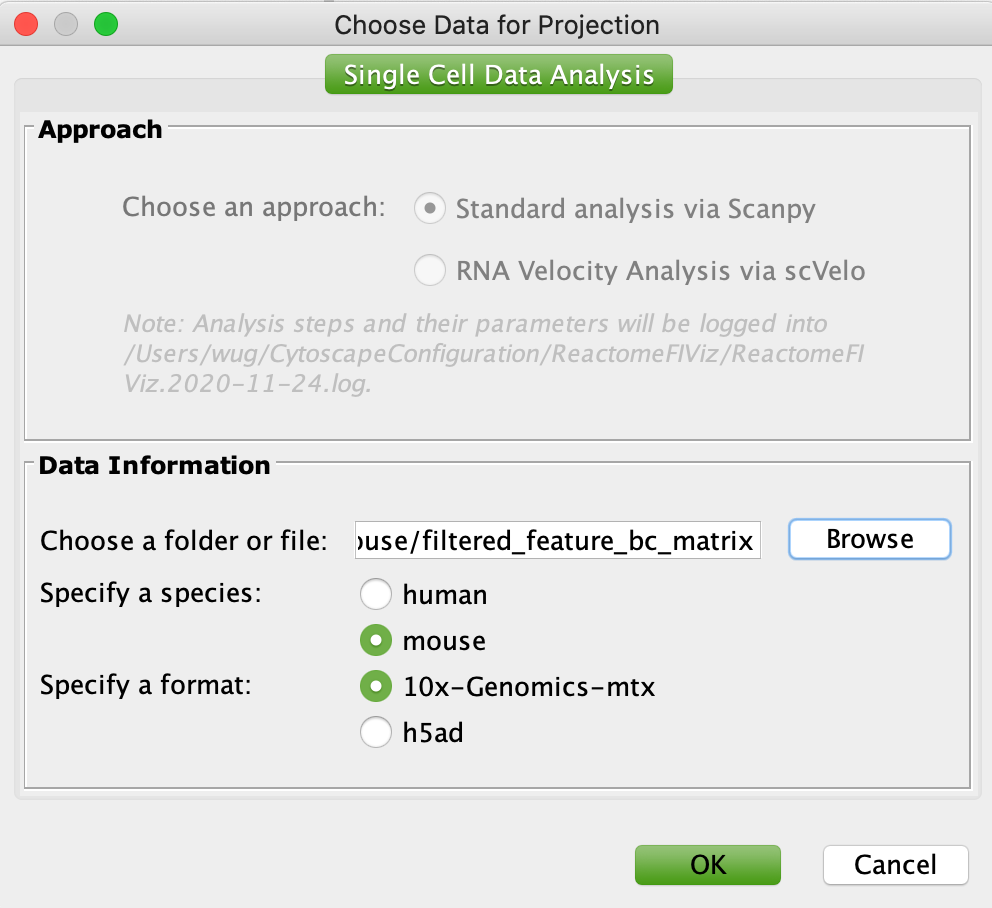 Choose Data for Projection
Single Cell Data Analysis
Approach
Choose an approach:
Standard analysis via Scanpy
RNA Velocity Analysis via scVelo
Note: Analysis steps and their parameters will be logged into
/Users/wug/CytoscapeConfiguration/ReactomeFIViz/ReactomeFI
Viz.2020-11-24.log.
Data Information
Choose a folder or file:
ouse/filtered_feature_bc_matrix
Browse
Specify a species:
human
mouse
Specify a format:
10x-Genomics-mtx
h5ad
OK
Cancel